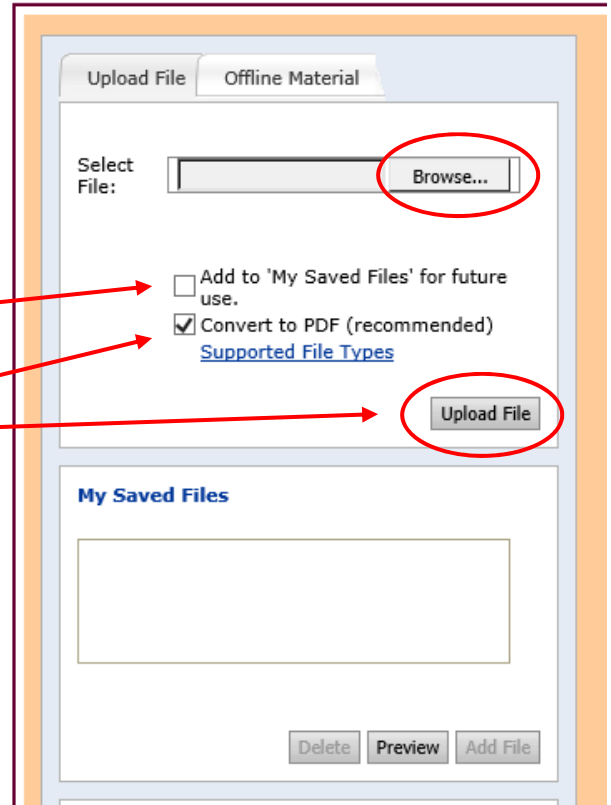 Upload File Offline Material
Select
File:
Browse...
Add to 'My Saved Files' for future
use.
Convert to PDF (recommended)
Supported File Types
Upload File
My Saved Files
Delete Preview Add File